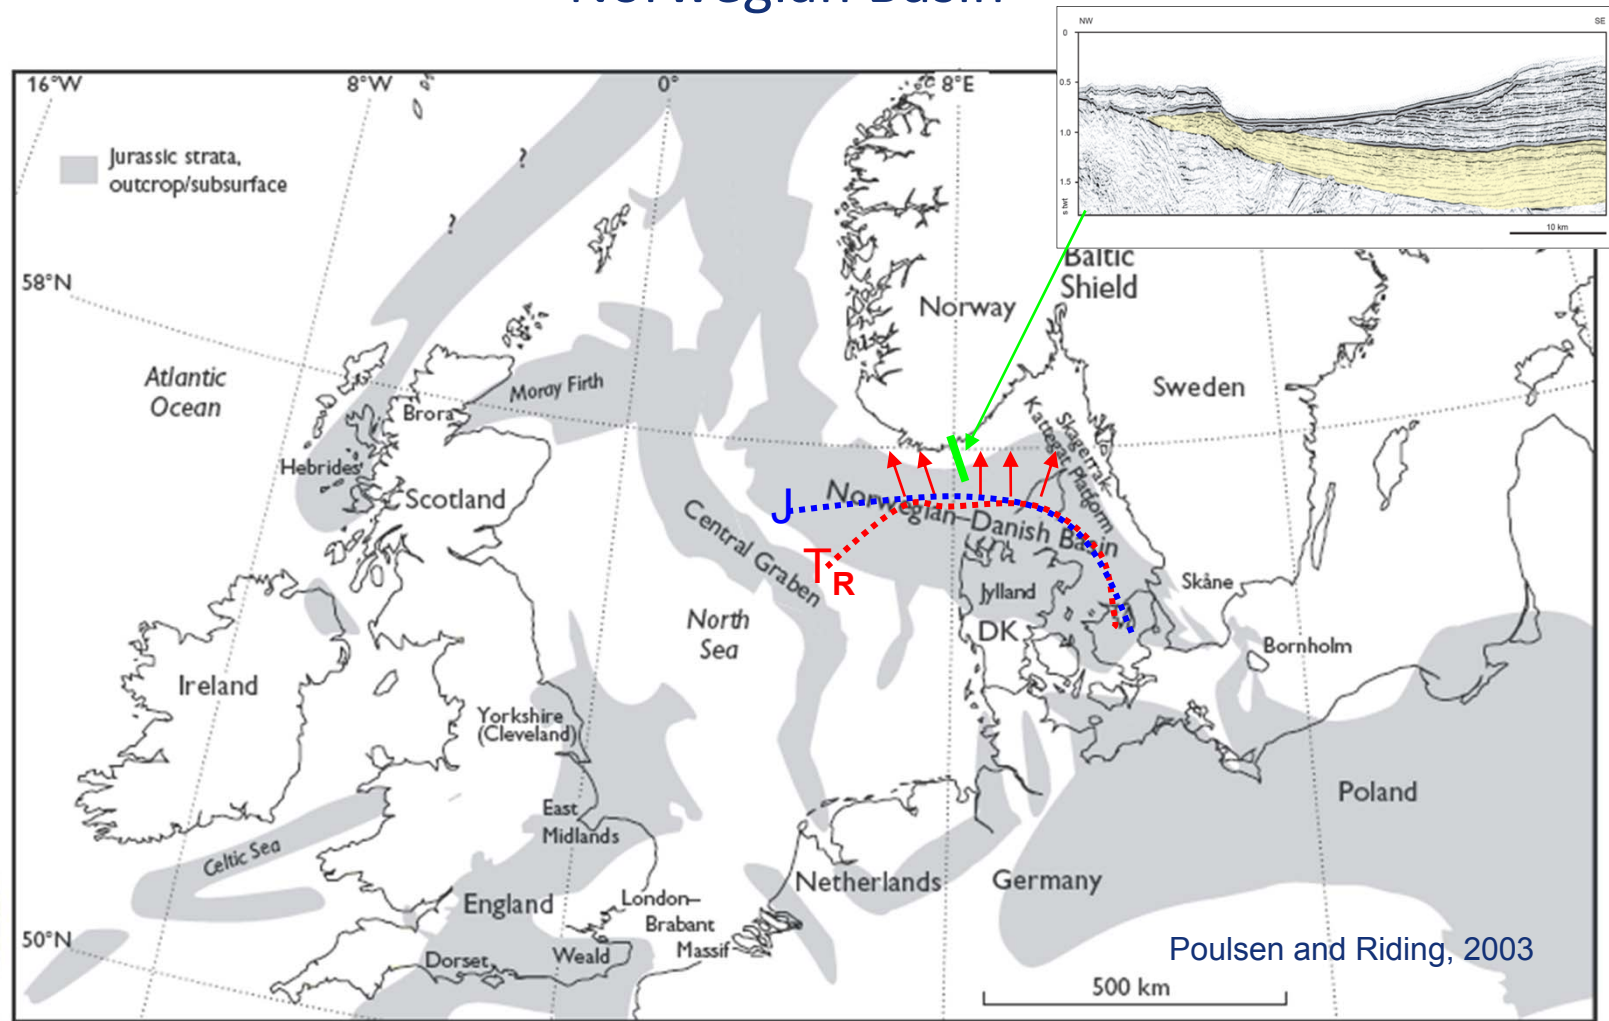 Norwegian Basin
NW
SE
0
0.5
1.0
1.5
s twt
10 km
16°W
8°W
0°
8°E
Jurassic strata,
outcrop/subsurface
?
?
58°N
Baltic
Shield
Norway
Sweden
Atlantic
Ocean
Moray Firth
Brora
Skagerrak-
Kattegat Platform
Hebrides
Scotland
J
Norwegian–Danish Basin
Central Graben
TR
Jylland
Skåne
North
Sea
DK
Bornholm
Ireland
Yorkshire
(Cleveland)
Poland
East
Midlands
Celtic Sea
Netherlands
Germany
England
London–
Brabant
Massif
50°N
Dorset
Weald
Poulsen and Riding, 2003
500 km